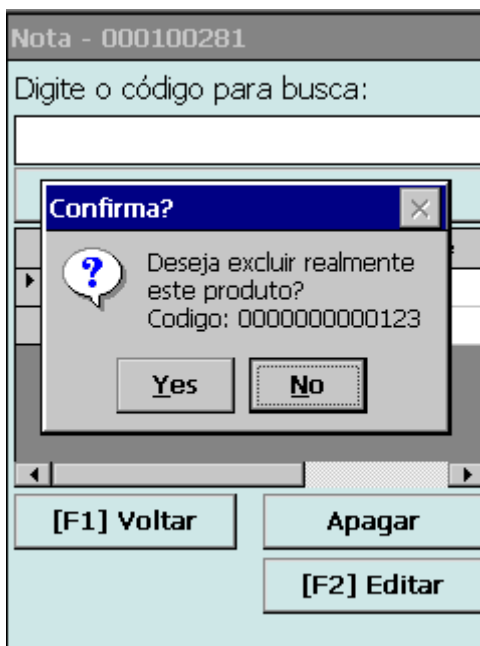 Nota - 000100281
Digite o código para busca:
Confirma?
Deseja excluir realmente
este produto?
Codigo: 0000000000123
Yes No
[F1] Voltar Apagar
[F2] Editar